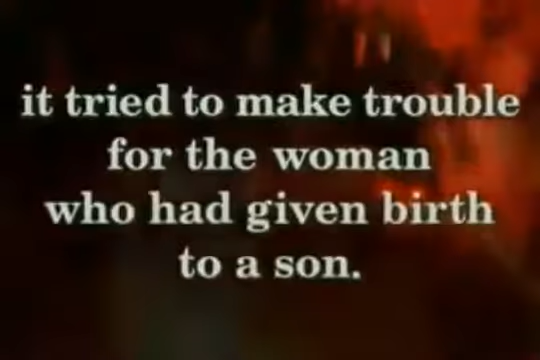 it tried to make trouble
for the woman
who had given birth
to a son.